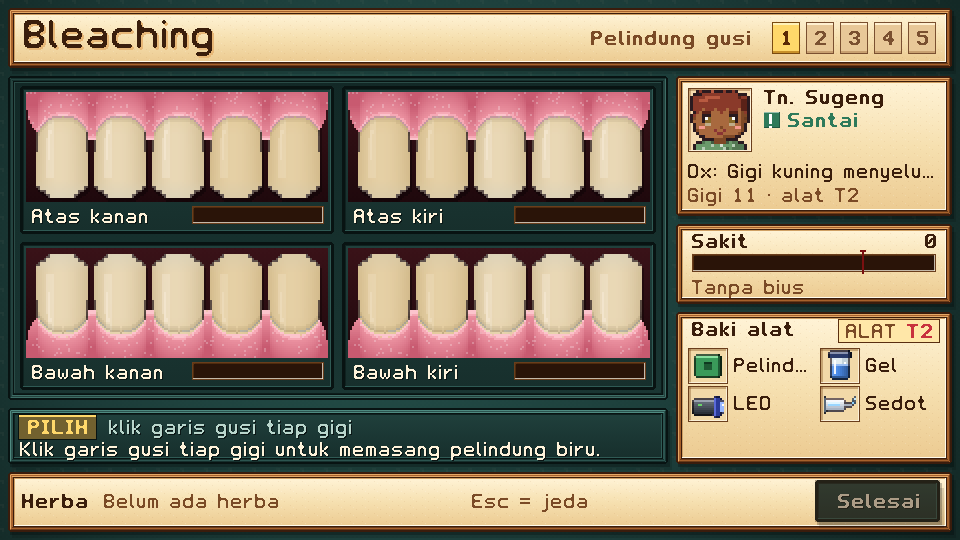 Bleaching
Pelindung gusi 1 2 3 4 5
Atas kanan
Atas kiri
Bawah kanan
Bawah kiri
PILIH klik garis gusi tiap gigi
Klik garis gusi tiap gigi untuk memasang pelindung biru.
Tn. Sugeng
Santai
Dx: Gigi kuning menyelu...
Gigi 11 · alat T2
Sakit 0
Tanpa bius
Baki alat ALAT T2
Pelind... Gel
LED Sedot
Herba Belum ada herba Esc = jeda Selesai